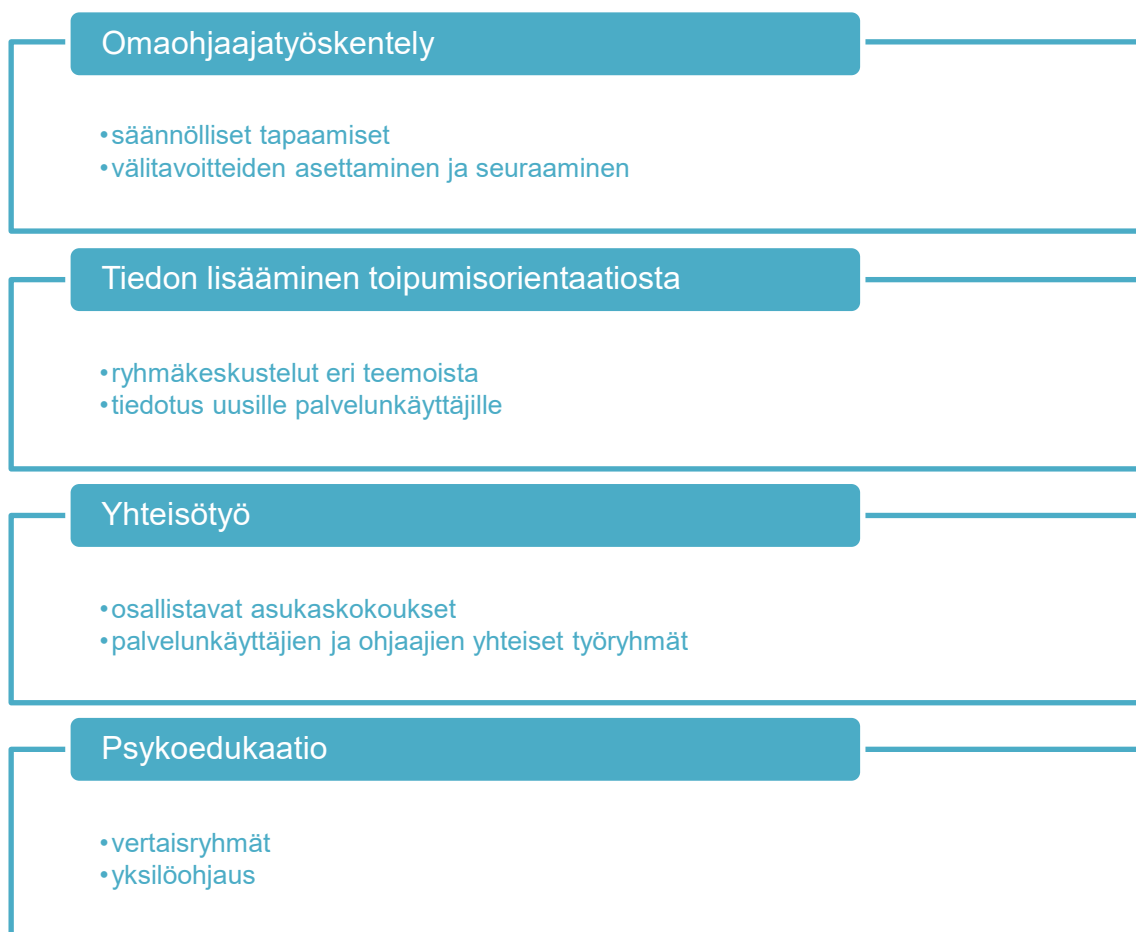 Omaohjaajatyöskentely
•säännölliset tapaamiset
•välitavoitteiden asettaminen ja seuraaminen
Tiedon lisääminen toipumisorientaatiosta
•ryhmäkeskustelut eri teemoista
•tiedotus uusille palvelunkäyttäjille
Yhteisötyö
•osallistavat asukaskokoukset
•palvelunkäyttäjien ja ohjaajien yhteiset työryhmät
Psykoedukaatio
•vertaisryhmät
•yksilöohjaus